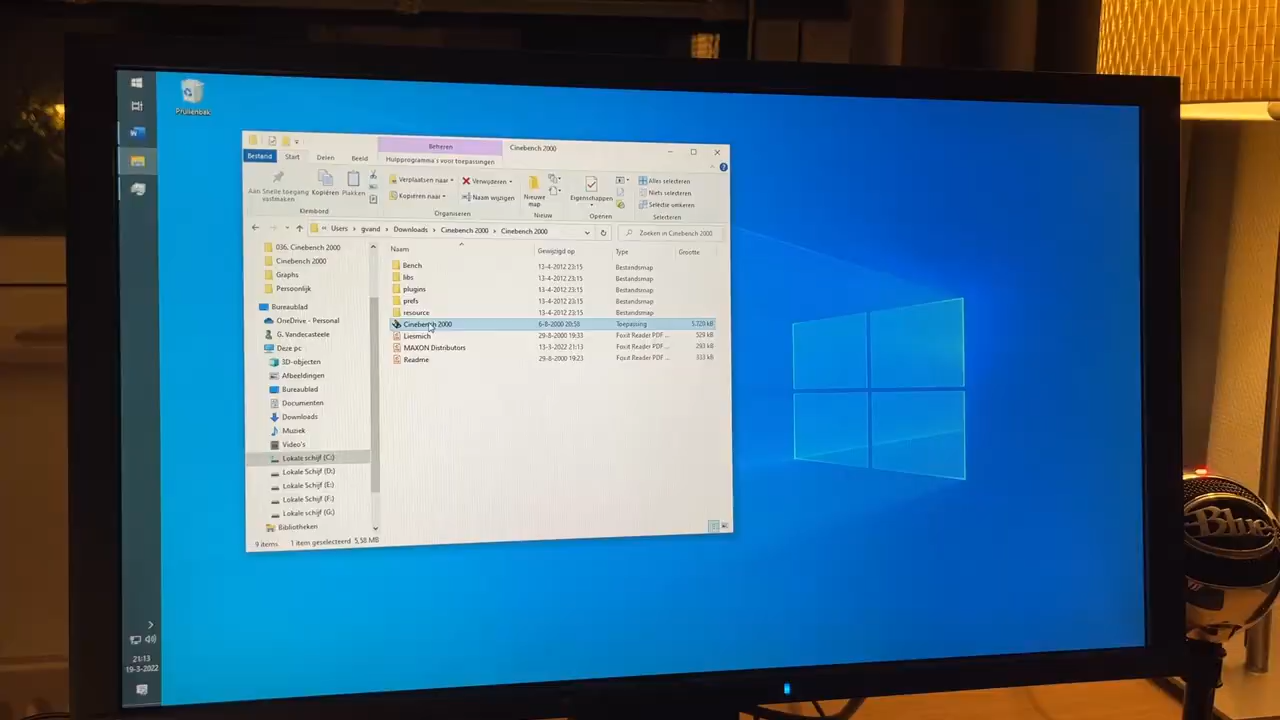 Prullenbak
Beheren
Cinebench 2000
Bestand
Start
Delen
Beeld
Hulpprogramma's voor toepassingen
Aan Snelle toegang
vastmaken
Kopiëren
Plakken
Klembord
Verplaatsen naar
Kopiëren naar
Verwijderen
Naam wijzigen
Organiseren
Nieuwe
map
Nieuw
Eigenschappen
Openen
Alles selecteren
Niets selecteren
Selectie omkeren
Selecteren
Users > gvand > Downloads > Cinebench 2000 > Cinebench 2000
Zoeken in Cinebench 2000
036. Cinebench 2000
Cinebench 2000
Graphs
Persoonlijk
Bureaublad
OneDrive - Personal
G. Vandecasteele
Deze pc
3D-objecten
Afbeeldingen
Bureaublad
Documenten
Downloads
Muziek
Video's
Lokale schijf (C:)
Lokale Schijf (D:)
Lokale Schijf (E:)
Lokale Schijf (F:)
Lokale schijf (G:)
Bibliotheken
Naam Gewijzigd op Type Grootte
Bench 13-4-2012 23:15 Bestandsmap
libs 13-4-2012 23:15 Bestandsmap
plugins 13-4-2012 23:15 Bestandsmap
prefs 13-4-2012 23:15 Bestandsmap
resource 13-4-2012 23:15 Bestandsmap
Cinebench 2000 6-8-2000 20:58 Toepassing 5.720 kB
Liesmich 29-8-2000 19:33 Foxit Reader PDF ... 529 kB
MAXON Distributors 13-3-2022 21:13 Foxit Reader PDF ... 293 kB
Readme 29-8-2000 19:23 Foxit Reader PDF ... 333 kB
9 items 1 item geselecteerd 5,58 MB
21:13
19-3-2022
Blue